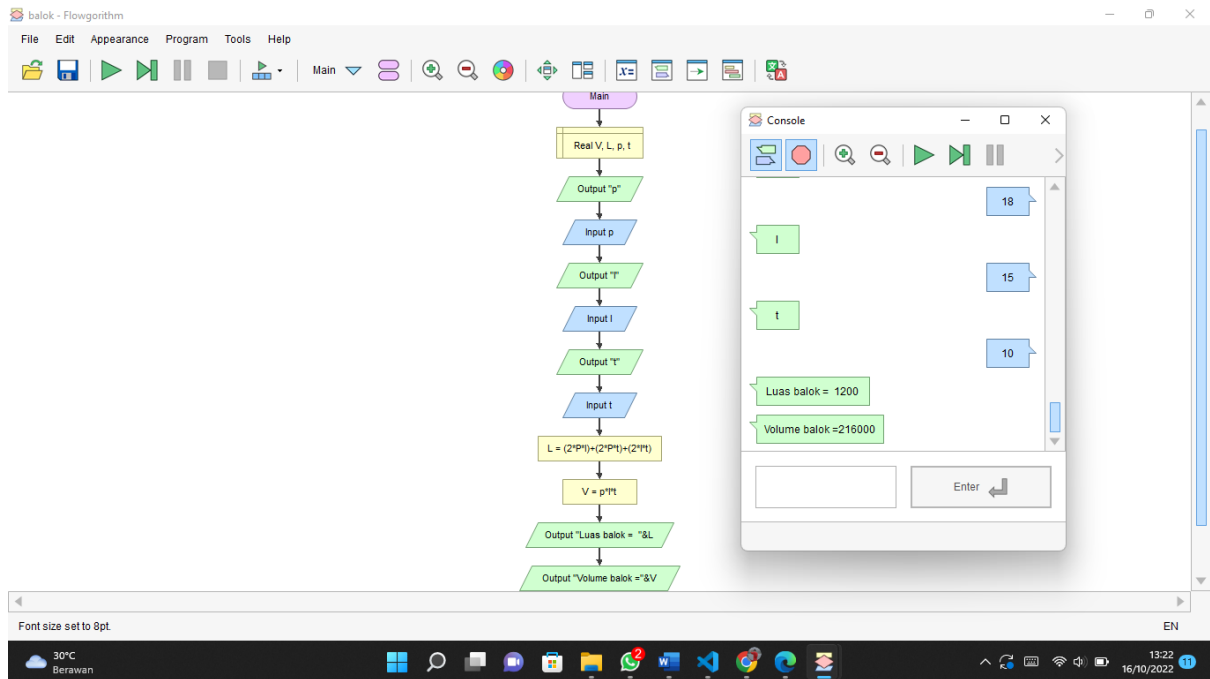 balok - Flowgorithm
File Edit Appearance Program Tools Help
Main
Main
Real V, L, p, t
Output "p"
Input p
Output "l"
Input l
Output "t"
Input t
L = (2*P*l)+(2*P*t)+(2*l*t)
V = p*l*t
Output "Luas balok =  "&L
Output "Volume balok ="&V
Console
18
l
15
t
10
Luas balok =  1200
Volume balok =216000
Enter
Font size set to 8pt.
EN
30°C
Berawan
2
13:22
16/10/2022
11